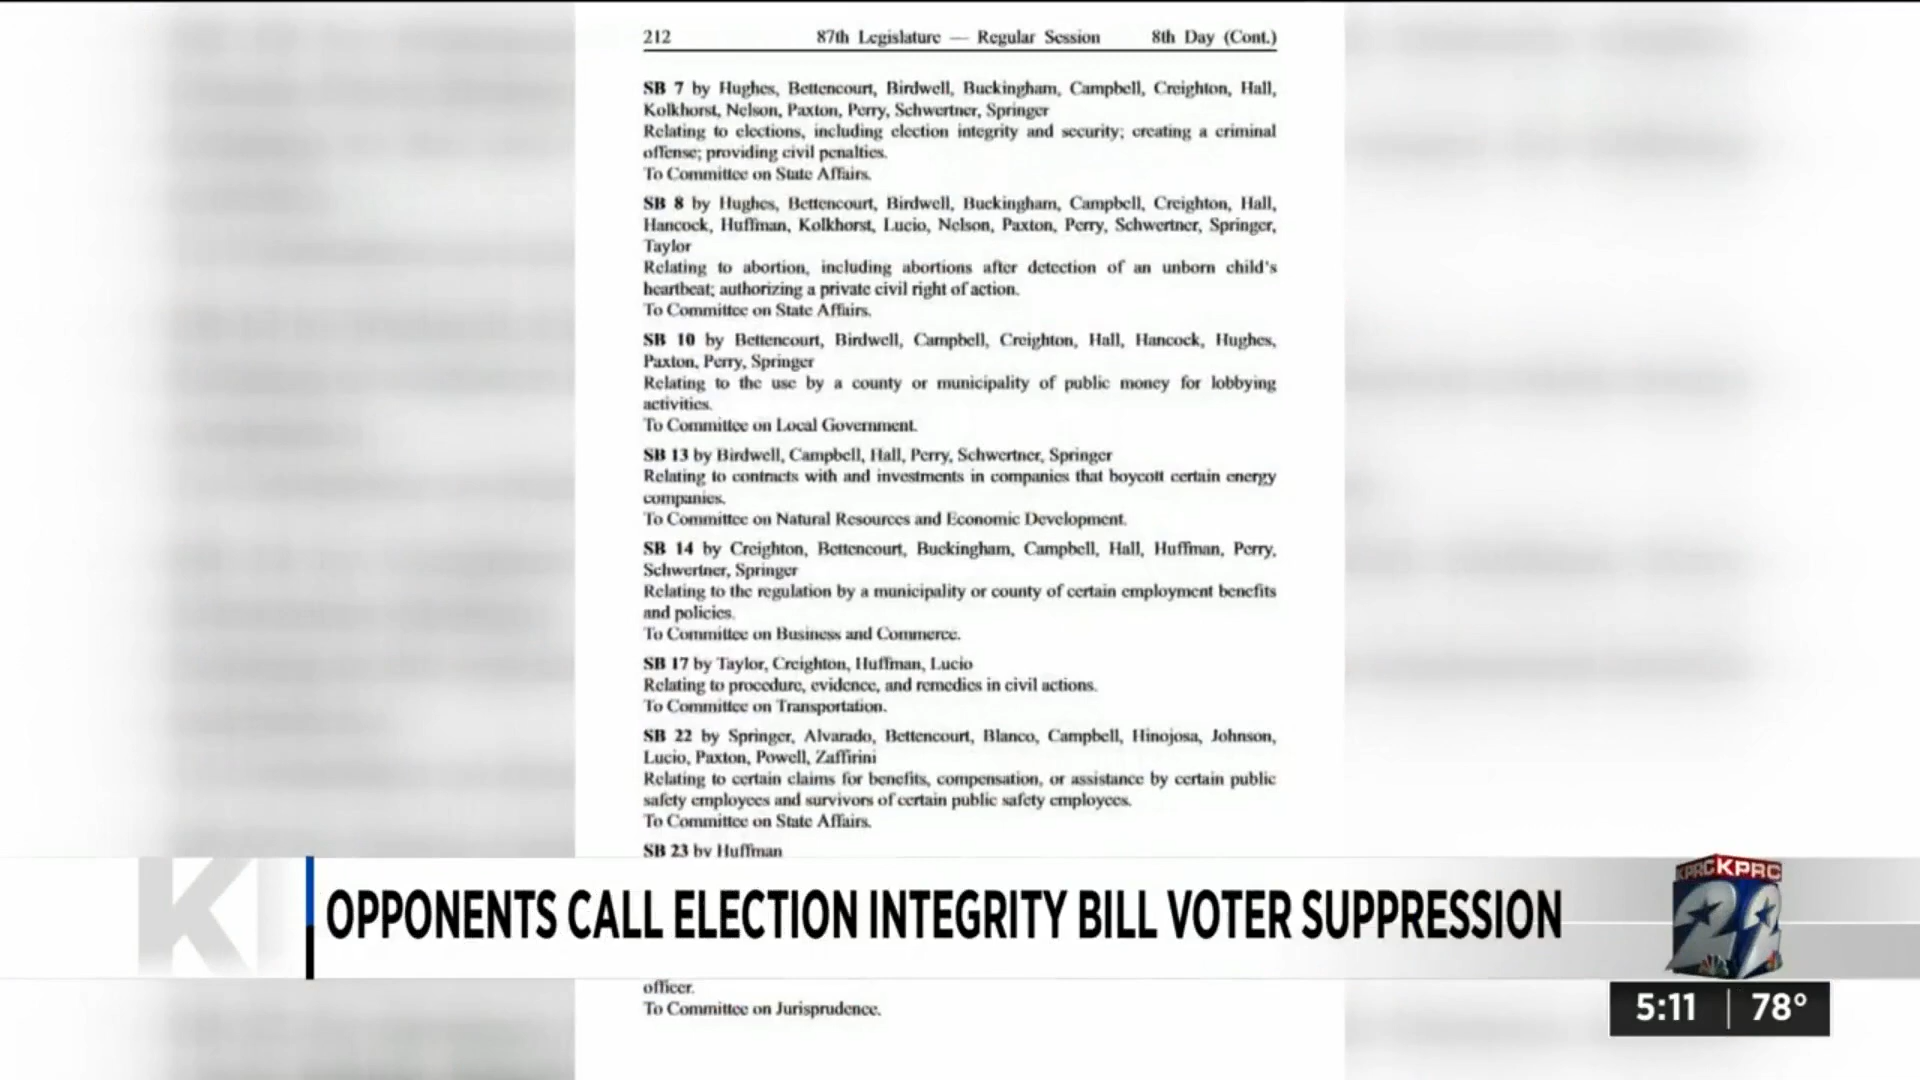 212 87th Legislature — Regular Session 8th Day (Cont.)
SB 7 by Hughes, Bettencourt, Birdwell, Buckingham, Campbell, Creighton, Hall,
Kolkhorst, Nelson, Paxton, Perry, Schwertner, Springer
Relating to elections, including election integrity and security; creating a criminal
offense; providing civil penalties.
To Committee on State Affairs.
SB 8 by Hughes, Bettencourt, Birdwell, Buckingham, Campbell, Creighton, Hall,
Hancock, Huffman, Kolkhorst, Lucio, Nelson, Paxton, Perry, Schwertner, Springer,
Taylor
Relating to abortion, including abortions after detection of an unborn child's
heartbeat; authorizing a private civil right of action.
To Committee on State Affairs.
SB 10 by Bettencourt, Birdwell, Campbell, Creighton, Hall, Hancock, Hughes,
Paxton, Perry, Springer
Relating to the use by a county or municipality of public money for lobbying
activities.
To Committee on Local Government.
SB 13 by Birdwell, Campbell, Hall, Perry, Schwertner, Springer
Relating to contracts with and investments in companies that boycott certain energy
companies.
To Committee on Natural Resources and Economic Development.
SB 14 by Creighton, Bettencourt, Buckingham, Campbell, Hall, Huffman, Perry,
Schwertner, Springer
Relating to the regulation by a municipality or county of certain employment benefits
and policies.
To Committee on Business and Commerce.
SB 17 by Taylor, Creighton, Huffman, Lucio
Relating to procedure, evidence, and remedies in civil actions.
To Committee on Transportation.
SB 22 by Springer, Alvarado, Bettencourt, Blanco, Campbell, Hinojosa, Johnson,
Lucio, Paxton, Powell, Zaffirini
Relating to certain claims for benefits, compensation, or assistance by certain public
safety employees and survivors of certain public safety employees.
To Committee on State Affairs.
SB 23 by Huffman
K
OPPONENTS CALL ELECTION INTEGRITY BILL VOTER SUPPRESSION
KPRC KPRC
2 2
officer.
To Committee on Jurisprudence.
5:11 78°